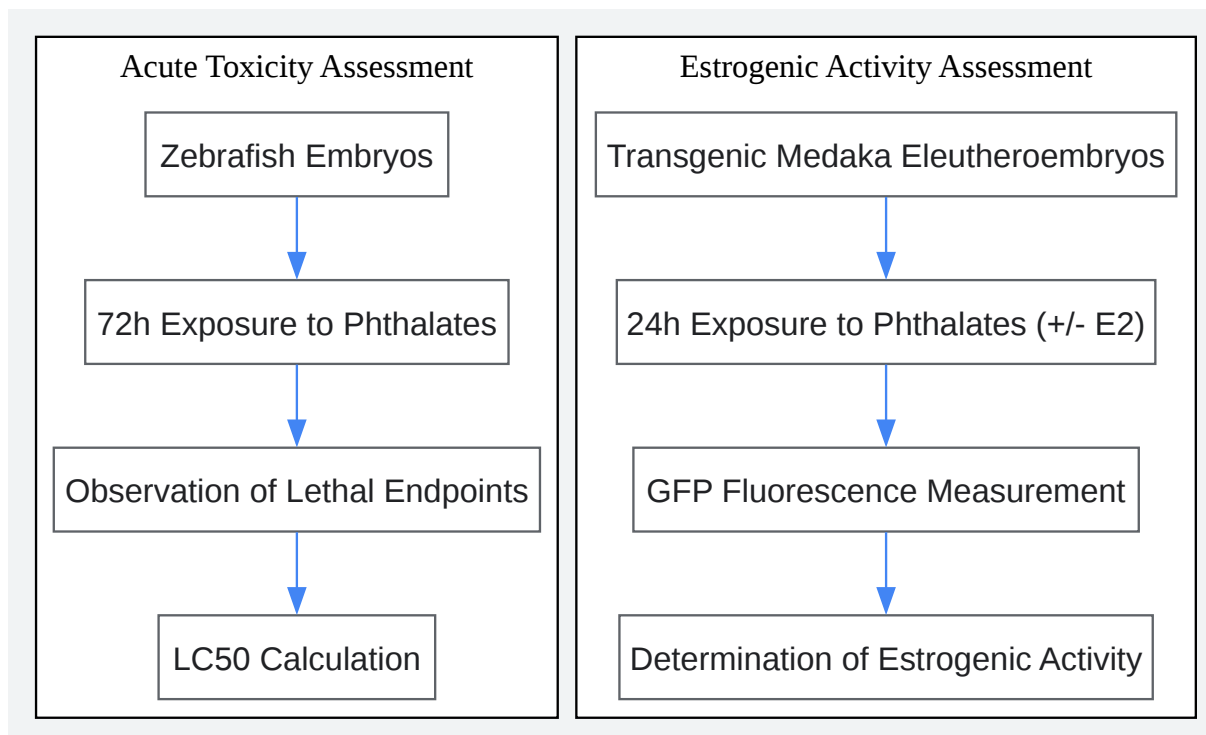 Acute Toxicity Assessment
Zebrafish Embryos
72h Exposure to Phthalates
Observation of Lethal Endpoints
LC50 Calculation
Estrogenic Activity Assessment
Transgenic Medaka Eleutheroembryos
24h Exposure to Phthalates (+/- E2)
GFP Fluorescence Measurement
Determination of Estrogenic Activity